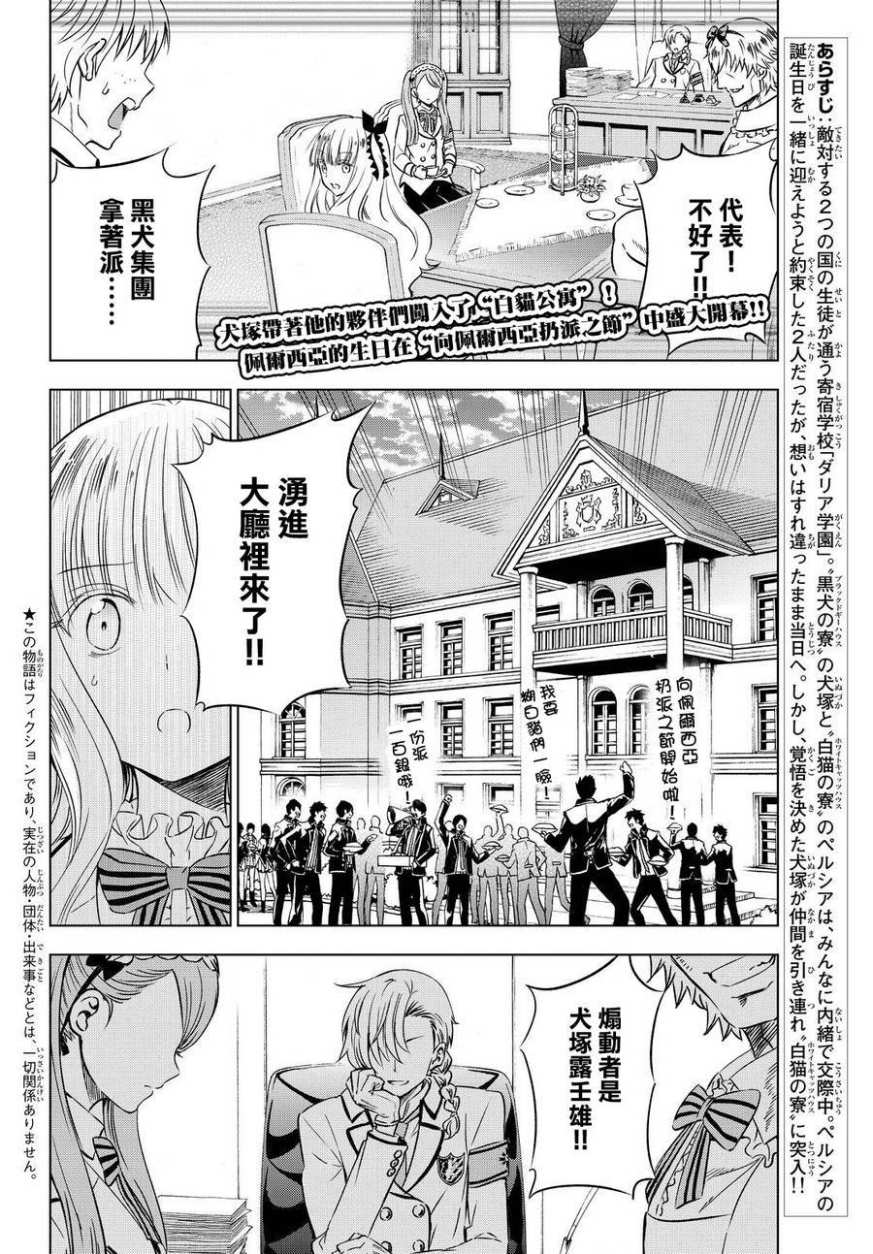 あらすじ：敵対する２つの国の生徒が通う寄宿学校「ダリア学園」。〝黒犬の寮〟の犬塚と〝白猫の寮〟のペルシアは、みんなに内緒で交際中。ペルシアの
誕生日を一緒に迎えようと約束した２人だったが、想いはすれ違ったまま当日へ。しかし、覚悟を決めた犬塚が仲間を引き連れ〝白猫の寮〟に突入!!
代表！
不好了!!
黑犬集團
拿著派……
犬塚帶著他的夥伴們闖入了“白貓公寓”！
佩爾西亞的生日在“向佩爾西亞扔派之節”中盛大開幕!!
向佩爾西亞
扔派之節開始啦！
我要
糊白貓們一臉！
一份派
一百銀哦！
湧進
大廳裡來了!!
煽動者是
犬塚露壬雄!!
★この物語はフィクションであり、実在の人物・団体・出来事などとは、一切関係ありません。